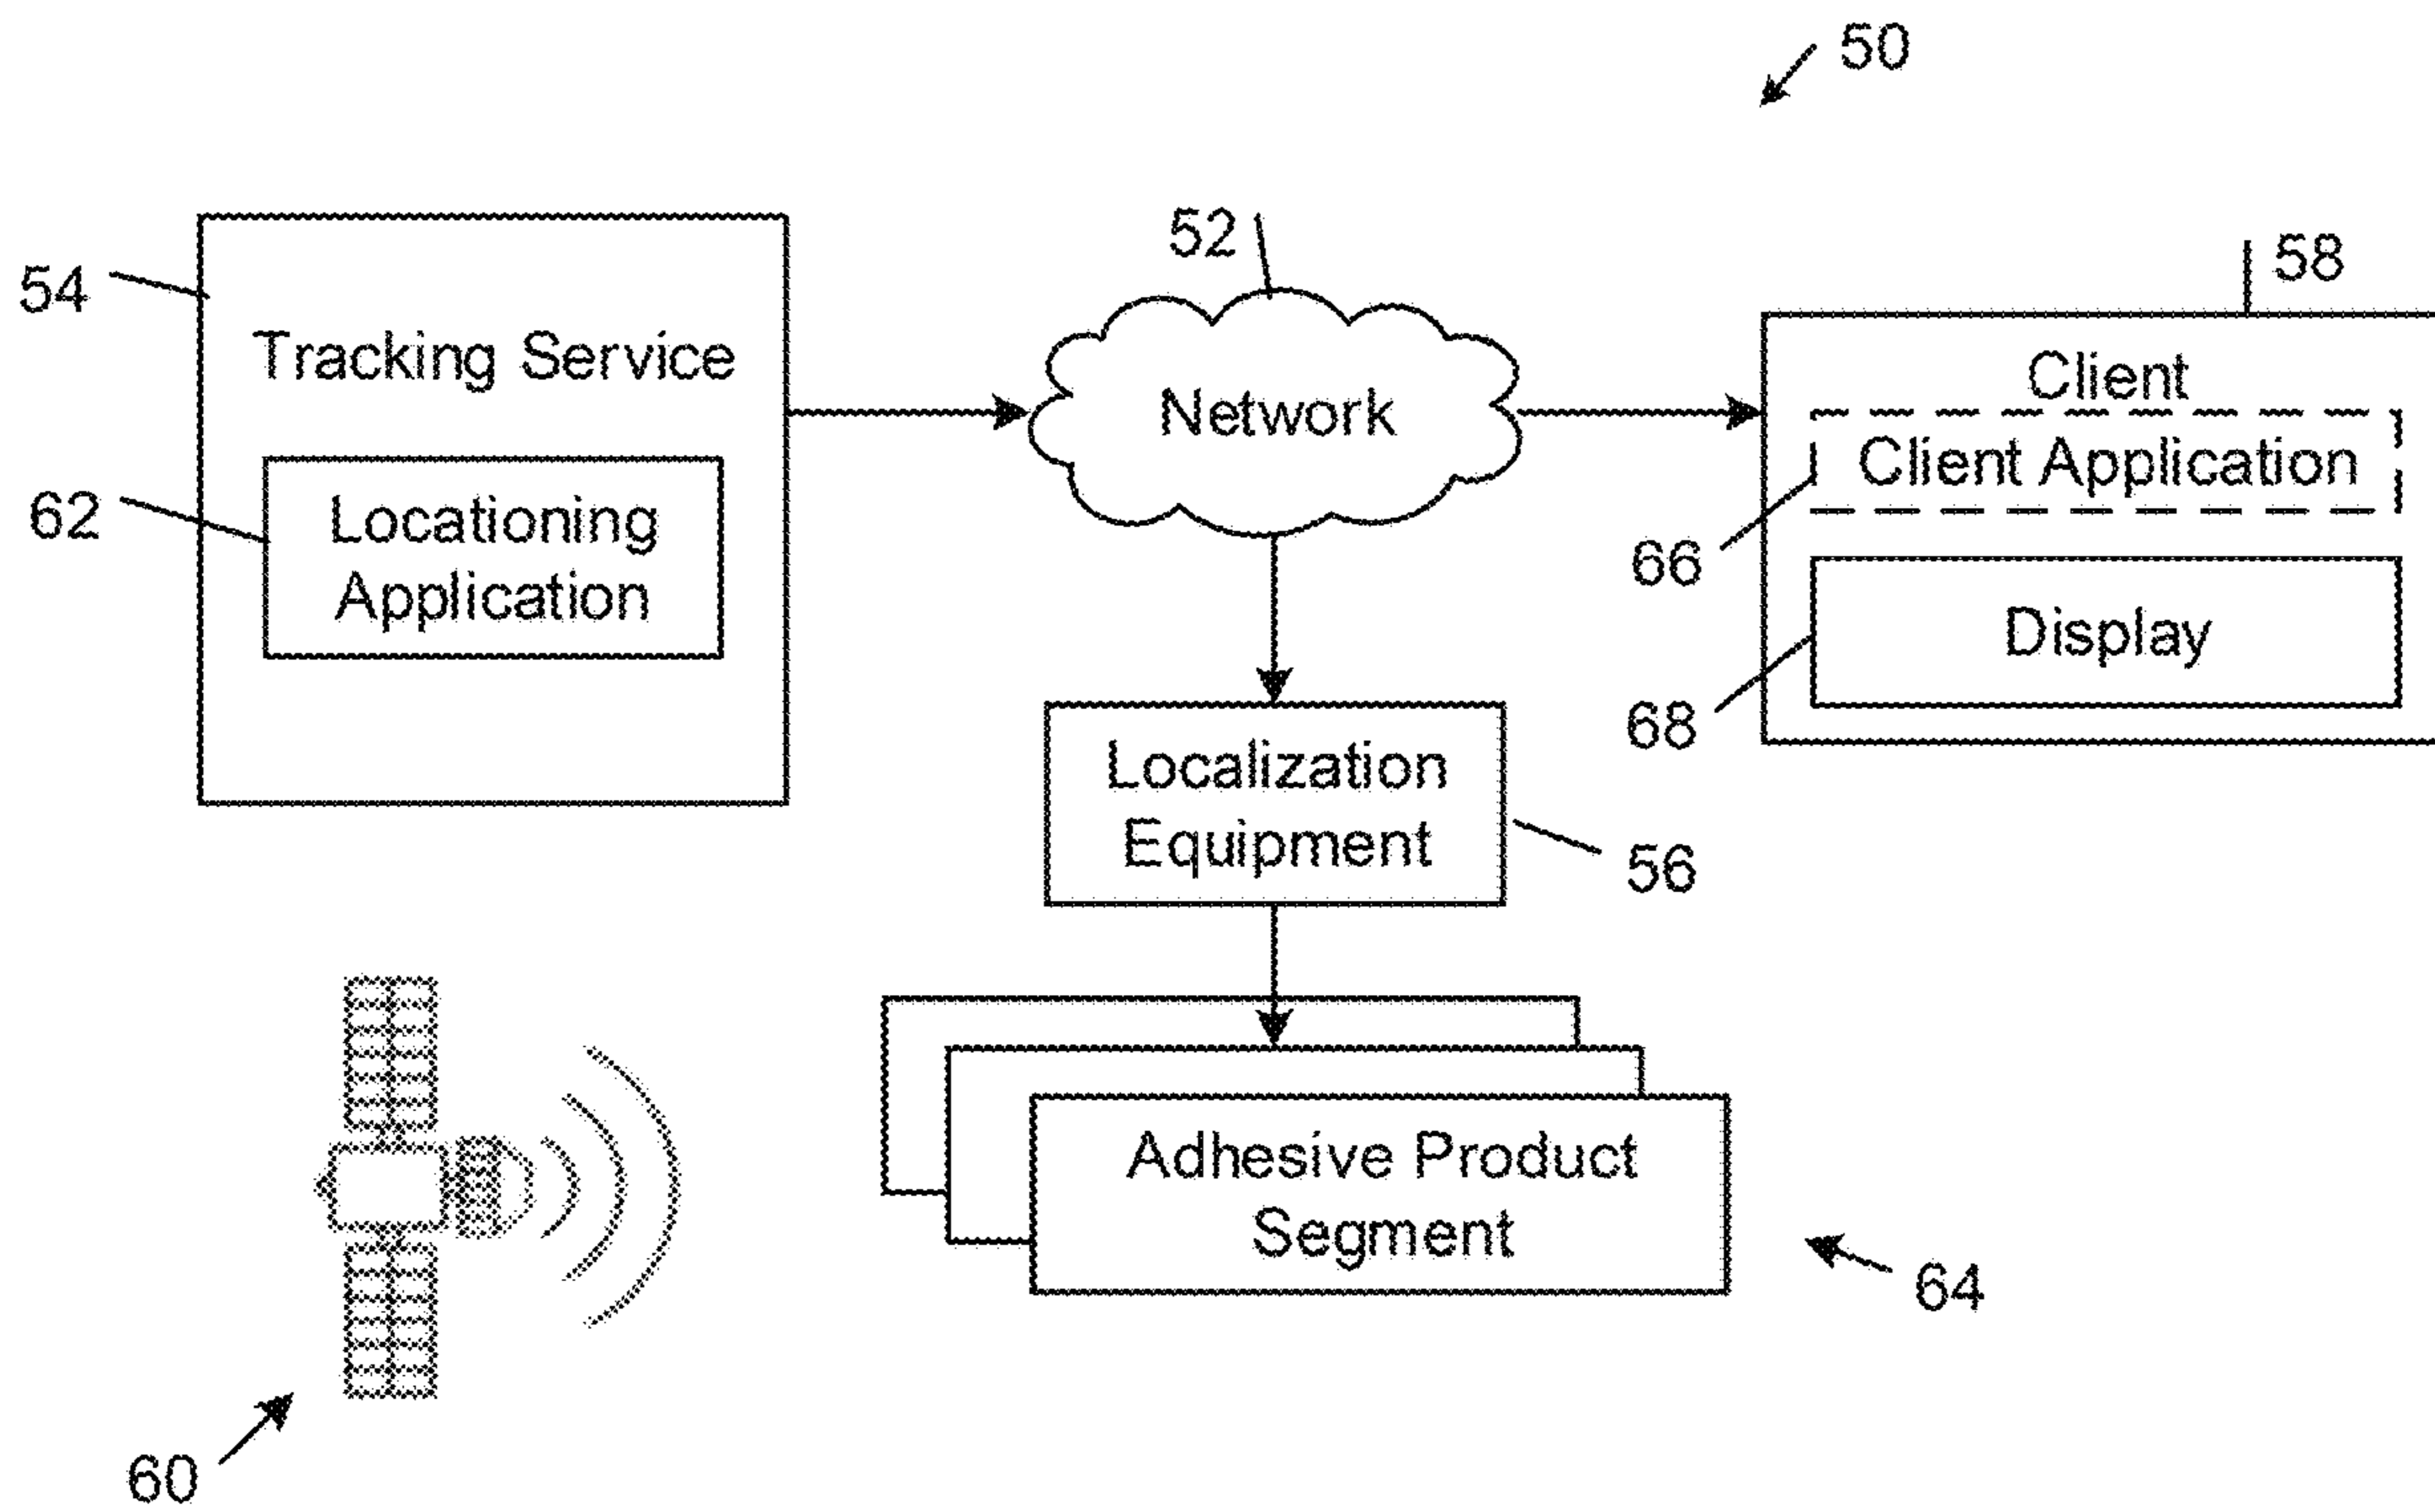 50
52
58
54
Tracking Service
Client
Network
Client Application
62
Locationing
Application
66
Display
68
Localization
Equipment
56
Adhesive Product
Segment
64
60